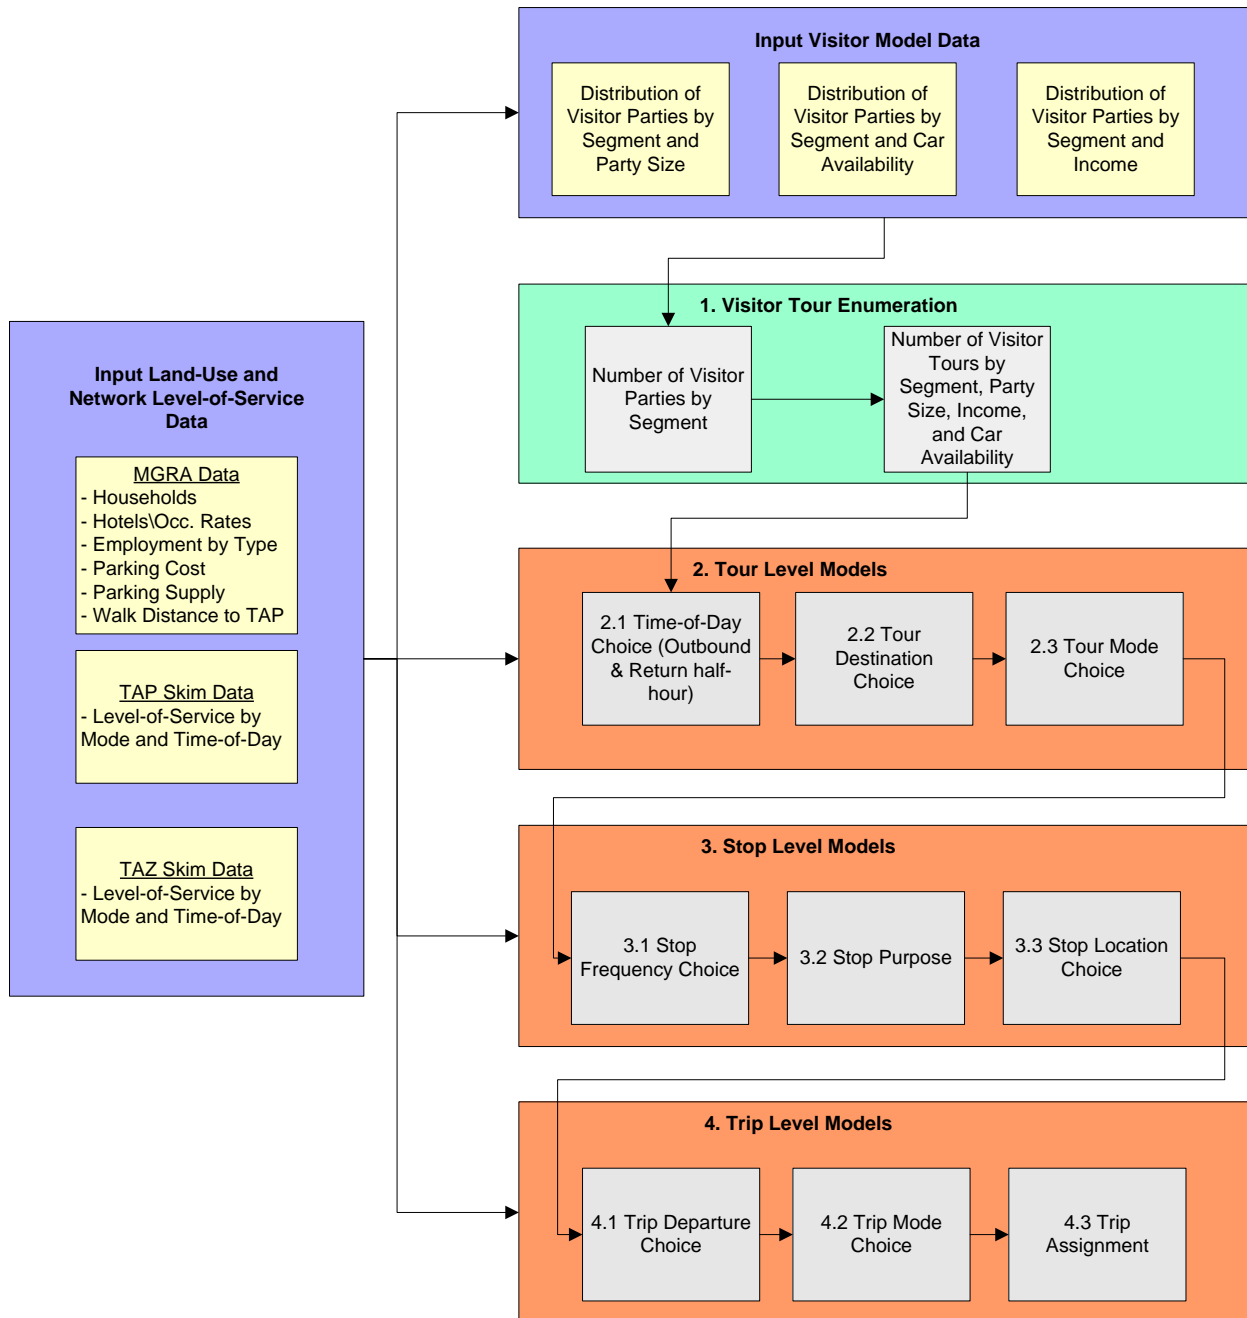 Input Visitor Model Data
Distribution of
Visitor Parties by
Segment and
Party Size
Distribution of
Visitor Parties by
Segment and Car
Availability
Distribution of
Visitor Parties by
Segment and
Income
1. Visitor Tour Enumeration
Number of Visitor
Parties by
Segment
Number of Visitor
Tours by
Segment, Party
Size, Income,
and Car
Availability
Input Land-Use and
Network Level-of-Service
Data
MGRA Data
- Households
- Hotels\Occ. Rates
- Employment by Type
- Parking Cost
- Parking Supply
- Walk Distance to TAP
TAP Skim Data
- Level-of-Service by
Mode and Time-of-Day
TAZ Skim Data
- Level-of-Service by
Mode and Time-of-Day
2. Tour Level Models
2.1 Time-of-Day
Choice (Outbound
& Return half-
hour)
2.2 Tour
Destination
Choice
2.3 Tour Mode
Choice
3. Stop Level Models
3.1 Stop
Frequency Choice
3.2 Stop Purpose
3.3 Stop Location
Choice
4. Trip Level Models
4.1 Trip Departure
Choice
4.2 Trip Mode
Choice
4.3 Trip
Assignment